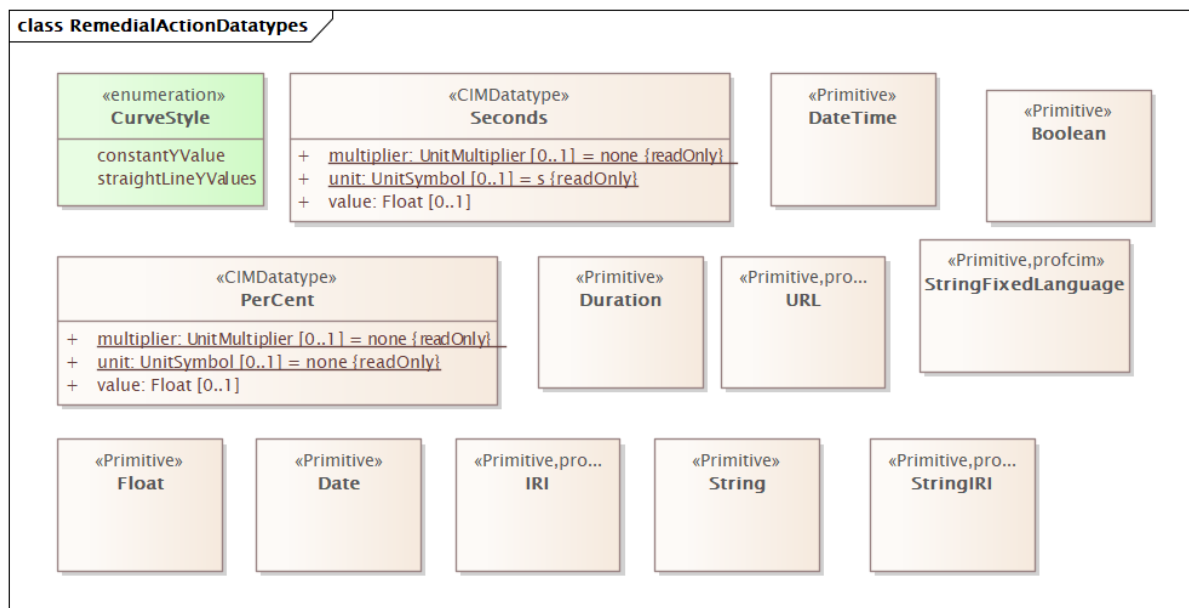 class RemedialActionDatatypes
«enumeration»
CurveStyle
constantYValue
straightLineYValues
«CIMDatatype»
Seconds
+ multiplier: UnitMultiplier [0..1] = none {readOnly}
+ unit: UnitSymbol [0..1] = s {readOnly}
+ value: Float [0..1]
«Primitive»
DateTime
«Primitive»
Boolean
«CIMDatatype»
PerCent
+ multiplier: UnitMultiplier [0..1] = none {readOnly}
+ unit: UnitSymbol [0..1] = none {readOnly}
+ value: Float [0..1]
«Primitive»
Duration
«Primitive,pro...
URL
«Primitive,profcim»
StringFixedLanguage
«Primitive»
Float
«Primitive»
Date
«Primitive,pro...
IRI
«Primitive»
String
«Primitive,pro...
StringIRI